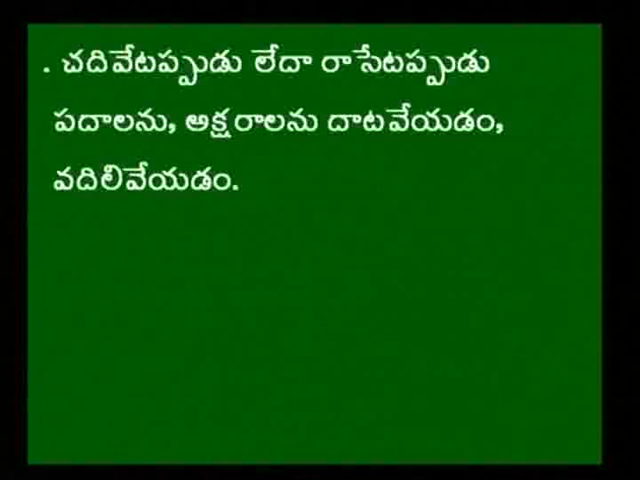 . చదివేటప్పుడు లేదా రాసేటప్పుడు
పదాలను, అక్షరాలను దాటవేయడం,
వదిలివేయడం.